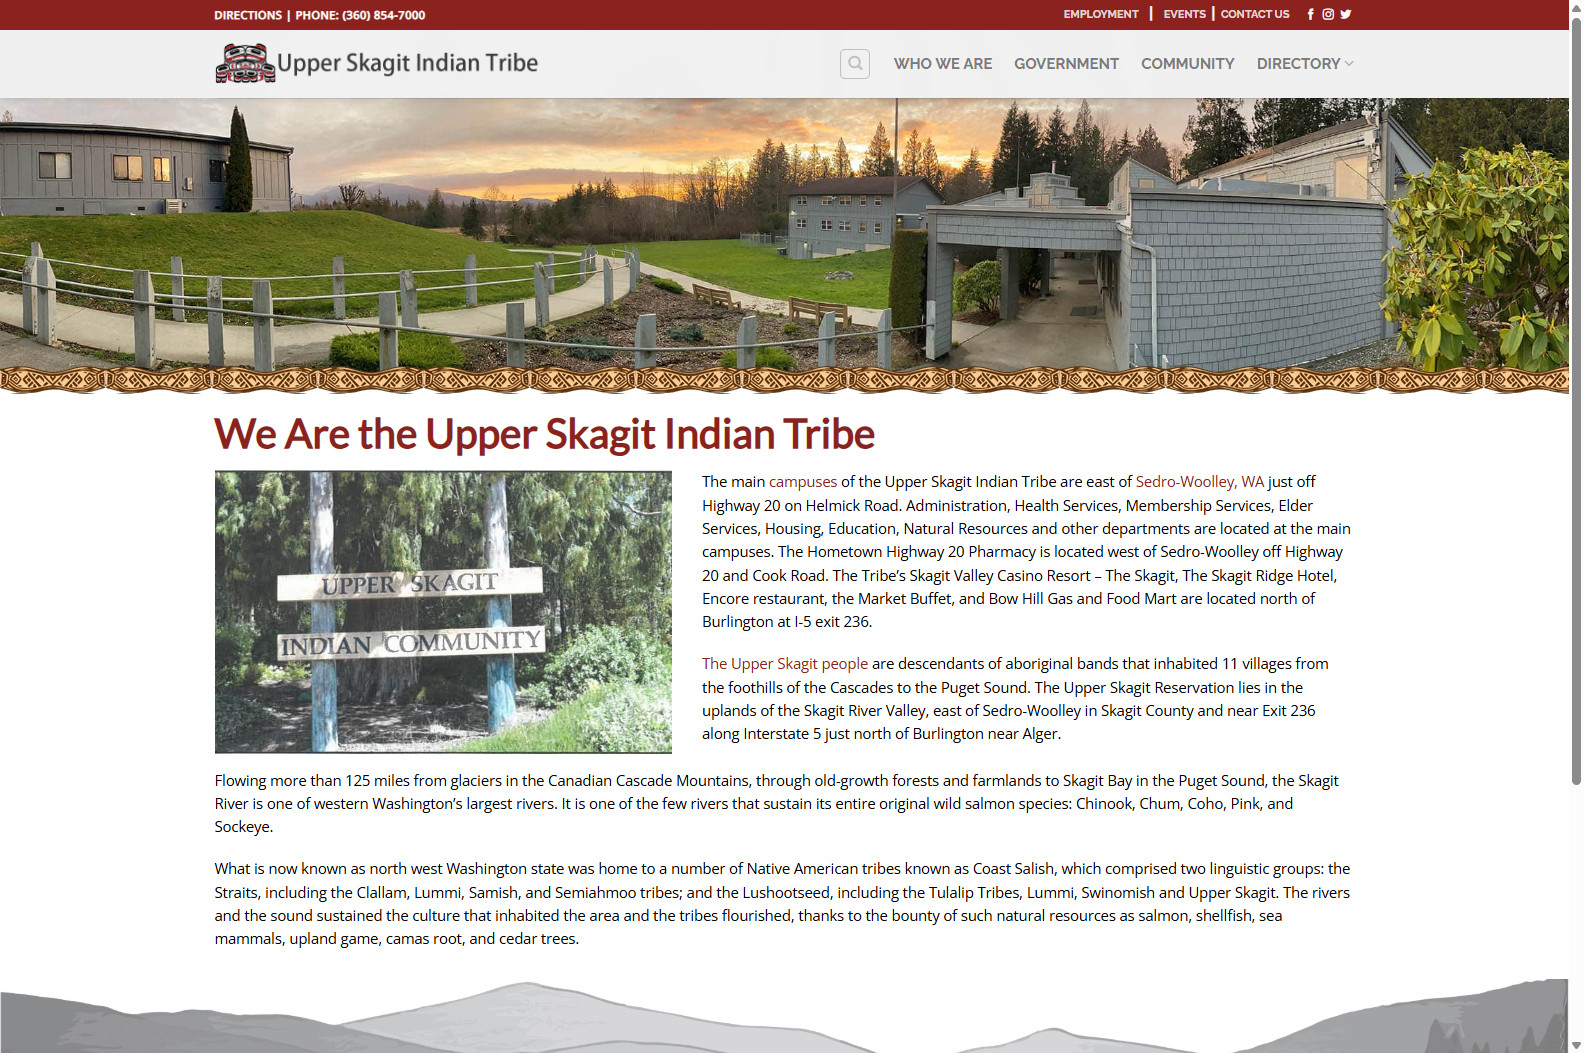 DIRECTIONS | PHONE: (360) 854-7000
EMPLOYMENT | EVENTS | CONTACT US
Upper Skagit Indian Tribe
WHO WE ARE GOVERNMENT COMMUNITY DIRECTORY
We Are the Upper Skagit Indian Tribe
UPPER SKAGIT
INDIAN COMMUNITY
The main campuses of the Upper Skagit Indian Tribe are east of Sedro-Woolley, WA just off
Highway 20 on Helmick Road. Administration, Health Services, Membership Services, Elder
Services, Housing, Education, Natural Resources and other departments are located at the main
campuses. The Hometown Highway 20 Pharmacy is located west of Sedro-Woolley off Highway
20 and Cook Road. The Tribe’s Skagit Valley Casino Resort – The Skagit, The Skagit Ridge Hotel,
Encore restaurant, the Market Buffet, and Bow Hill Gas and Food Mart are located north of
Burlington at I-5 exit 236.
The Upper Skagit people are descendants of aboriginal bands that inhabited 11 villages from
the foothills of the Cascades to the Puget Sound. The Upper Skagit Reservation lies in the
uplands of the Skagit River Valley, east of Sedro-Woolley in Skagit County and near Exit 236
along Interstate 5 just north of Burlington near Alger.
Flowing more than 125 miles from glaciers in the Canadian Cascade Mountains, through old-growth forests and farmlands to Skagit Bay in the Puget Sound, the Skagit
River is one of western Washington’s largest rivers. It is one of the few rivers that sustain its entire original wild salmon species: Chinook, Chum, Coho, Pink, and
Sockeye.
What is now known as north west Washington state was home to a number of Native American tribes known as Coast Salish, which comprised two linguistic groups: the
Straits, including the Clallam, Lummi, Samish, and Semiahmoo tribes; and the Lushootseed, including the Tulalip Tribes, Lummi, Swinomish and Upper Skagit. The rivers
and the sound sustained the culture that inhabited the area and the tribes flourished, thanks to the bounty of such natural resources as salmon, shellfish, sea
mammals, upland game, camas root, and cedar trees.